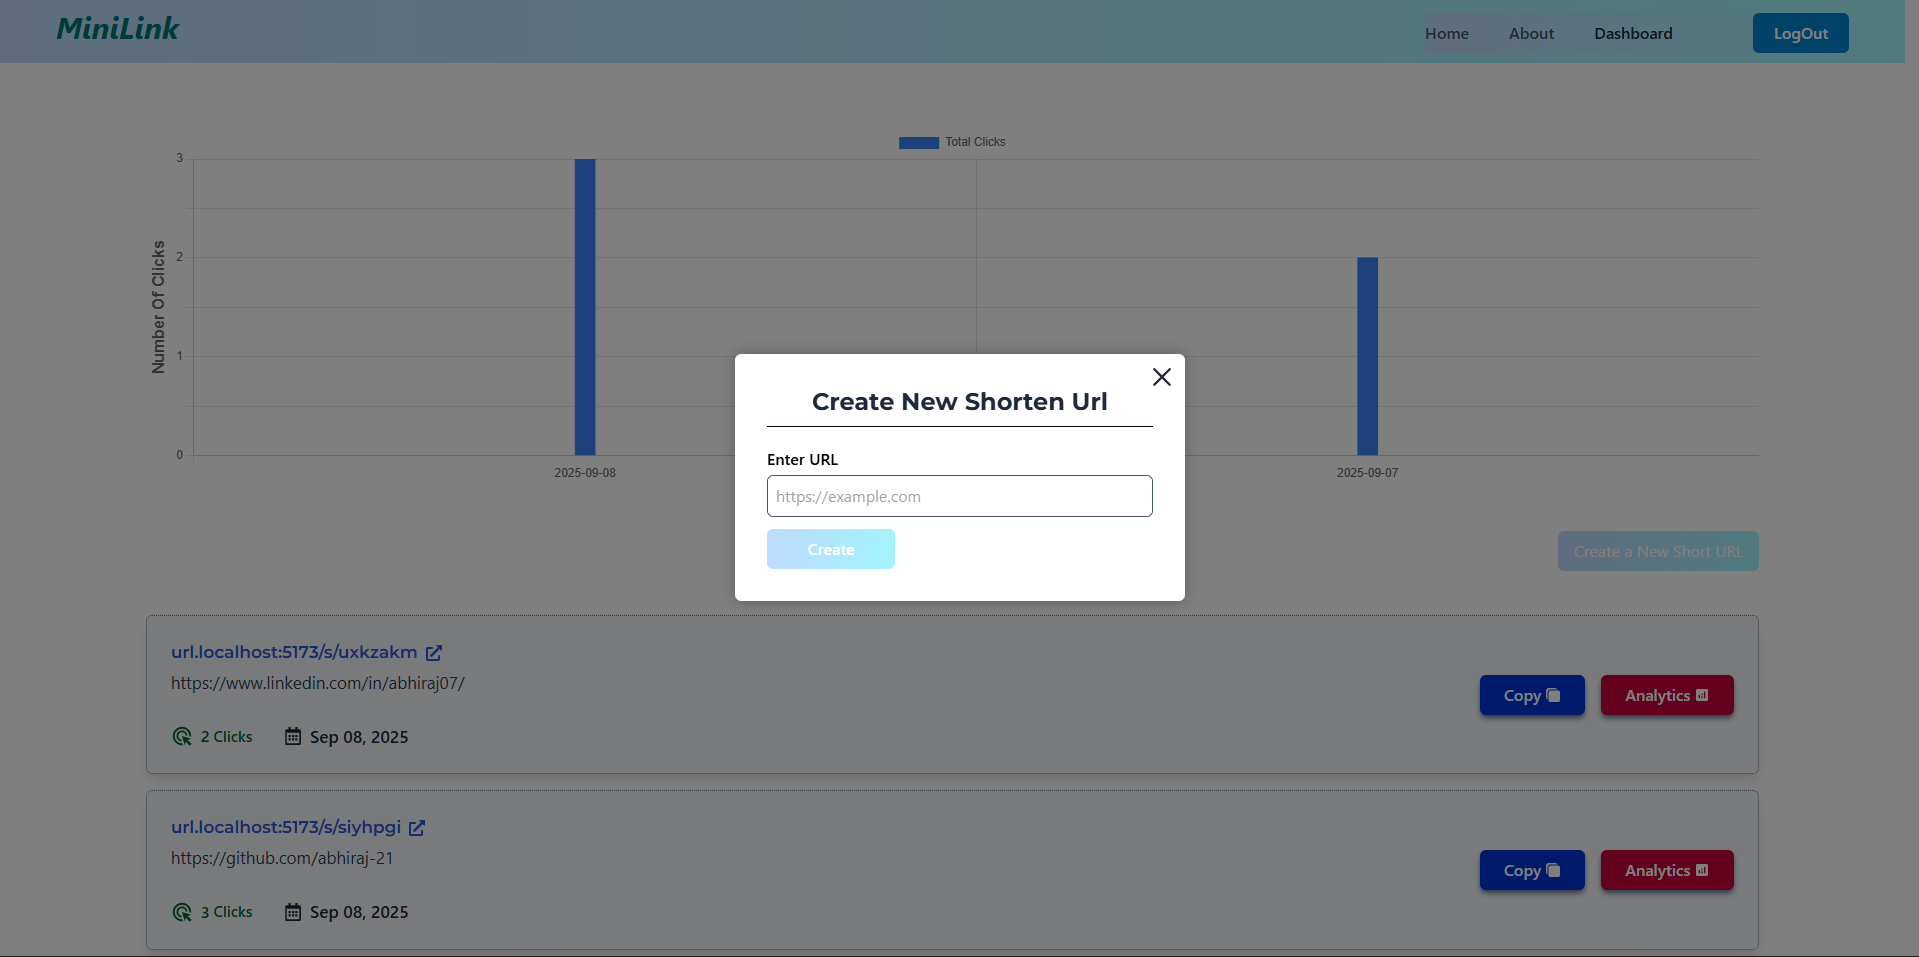 MiniLink
Home About Dashboard LogOut
Total Clicks
Number Of Clicks
3
2
1
0
2025-09-08 2025-09-07
Create New Shorten Url
Enter URL
https://example.com
Create
Create a New Short URL
url.localhost:5173/s/uxkzakm
https://www.linkedin.com/in/abhiraj07/
2 Clicks Sep 08, 2025
Copy Analytics
url.localhost:5173/s/siyhpgi
https://github.com/abhiraj-21
3 Clicks Sep 08, 2025
Copy Analytics